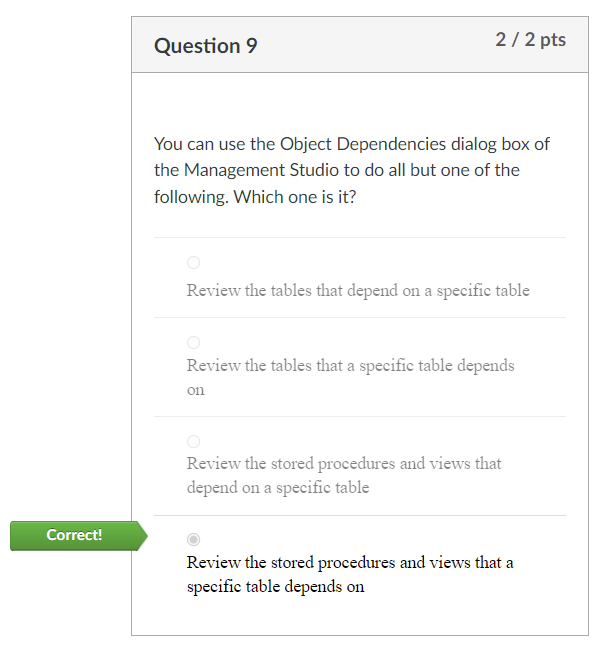 Question 9
2 / 2 pts
You can use the Object Dependencies dialog box of
the Management Studio to do all but one of the
following. Which one is it?
Review the tables that depend on a specific table
Review the tables that a specific table depends
on
Review the stored procedures and views that
depend on a specific table
Correct!
Review the stored procedures and views that a
specific table depends on